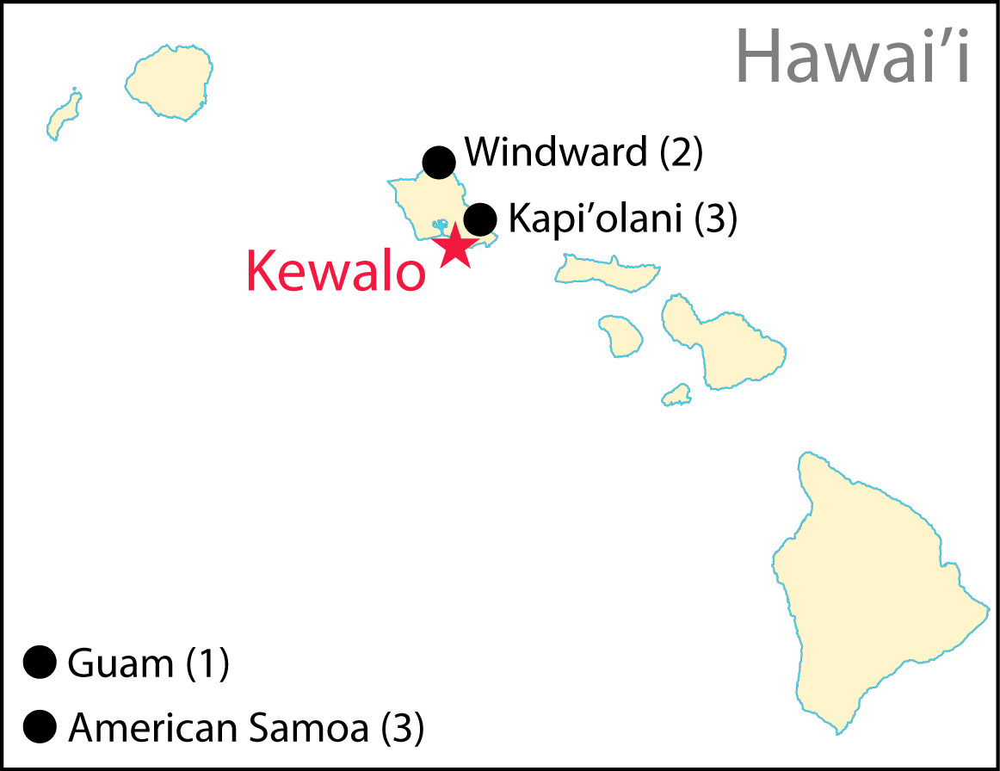 Hawai’i
Windward (2)
Kapi’olani (3)
Kewalo
Guam (1)
American Samoa (3)